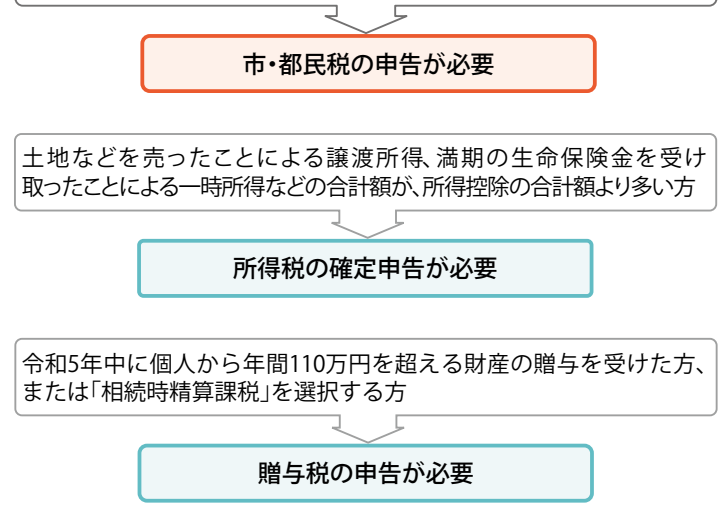 市・都民税の申告が必要
土地などを売ったことによる譲渡所得、満期の生命保険金を受け
取ったことによる一時所得などの合計額が、所得控除の合計額より多い方
所得税の確定申告が必要
令和5年中に個人から年間110万円を超える財産の贈与を受けた方、
または「相続時精算課税」を選択する方
贈与税の申告が必要